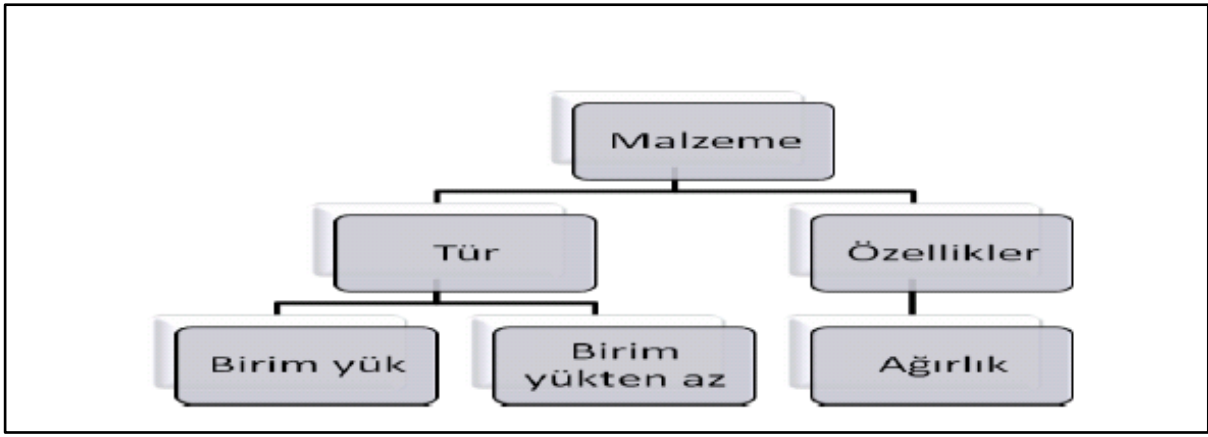 Malzeme
Tür
Özellikler
Birim yük
Birim
yükten az
Ağırlık